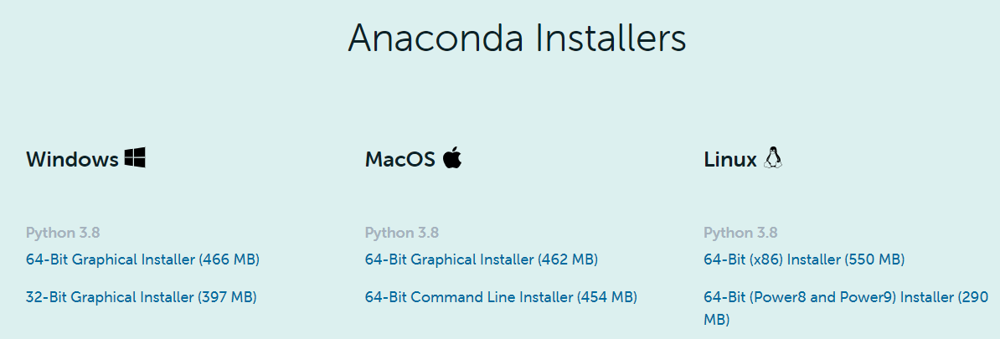 Anaconda Installers
Windows
MacOS
Linux
Python 3.8
64-Bit Graphical Installer (466 MB)
32-Bit Graphical Installer (397 MB)
Python 3.8
64-Bit Graphical Installer (462 MB)
64-Bit Command Line Installer (454 MB)
Python 3.8
64-Bit (x86) Installer (550 MB)
64-Bit (Power8 and Power9) Installer (290
MB)